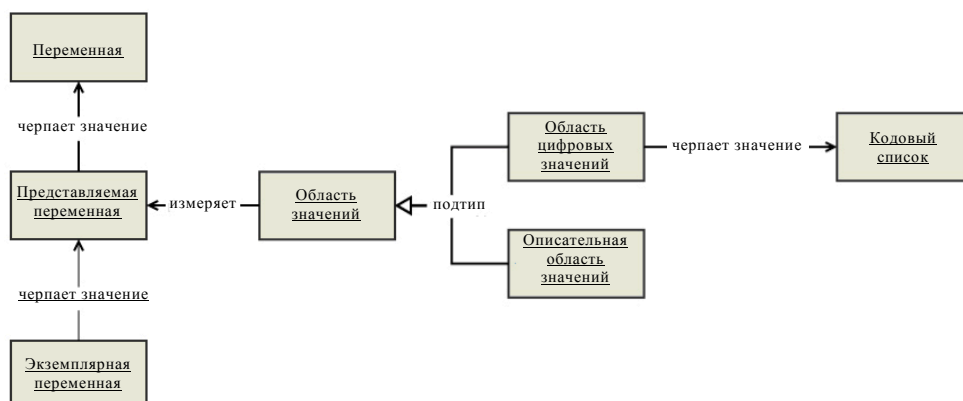 Переменная
черпает значение
Представляемая
переменная
измеряет
Область
значений
подтип
Область
цифровых
значений
черпает значение
Кодовый
список
Описательная
область
значений
черпает значение
Экземплярная
переменная